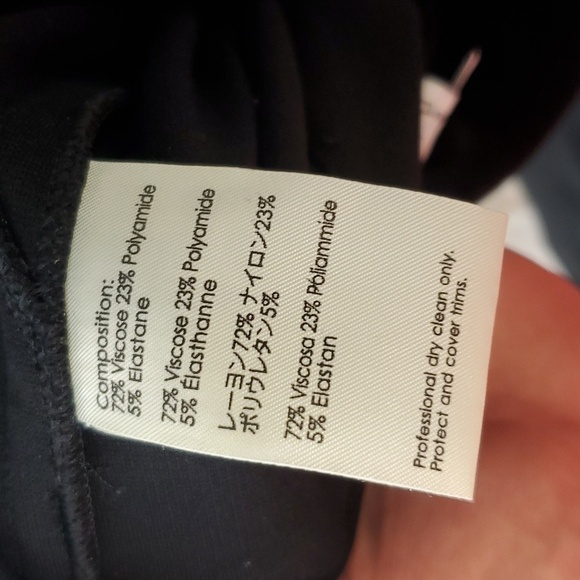 Composition:
72% Viscose 23% Polyamide
5% Elastane
72% Viscose 23% Polyamide
5% Élasthanne
レーヨン72% ナイロン23%
ポリウレタン5%
72% Viscosa 23% Poliammide
5% Elastan
Professional dry clean only.
Protect and cover trims.